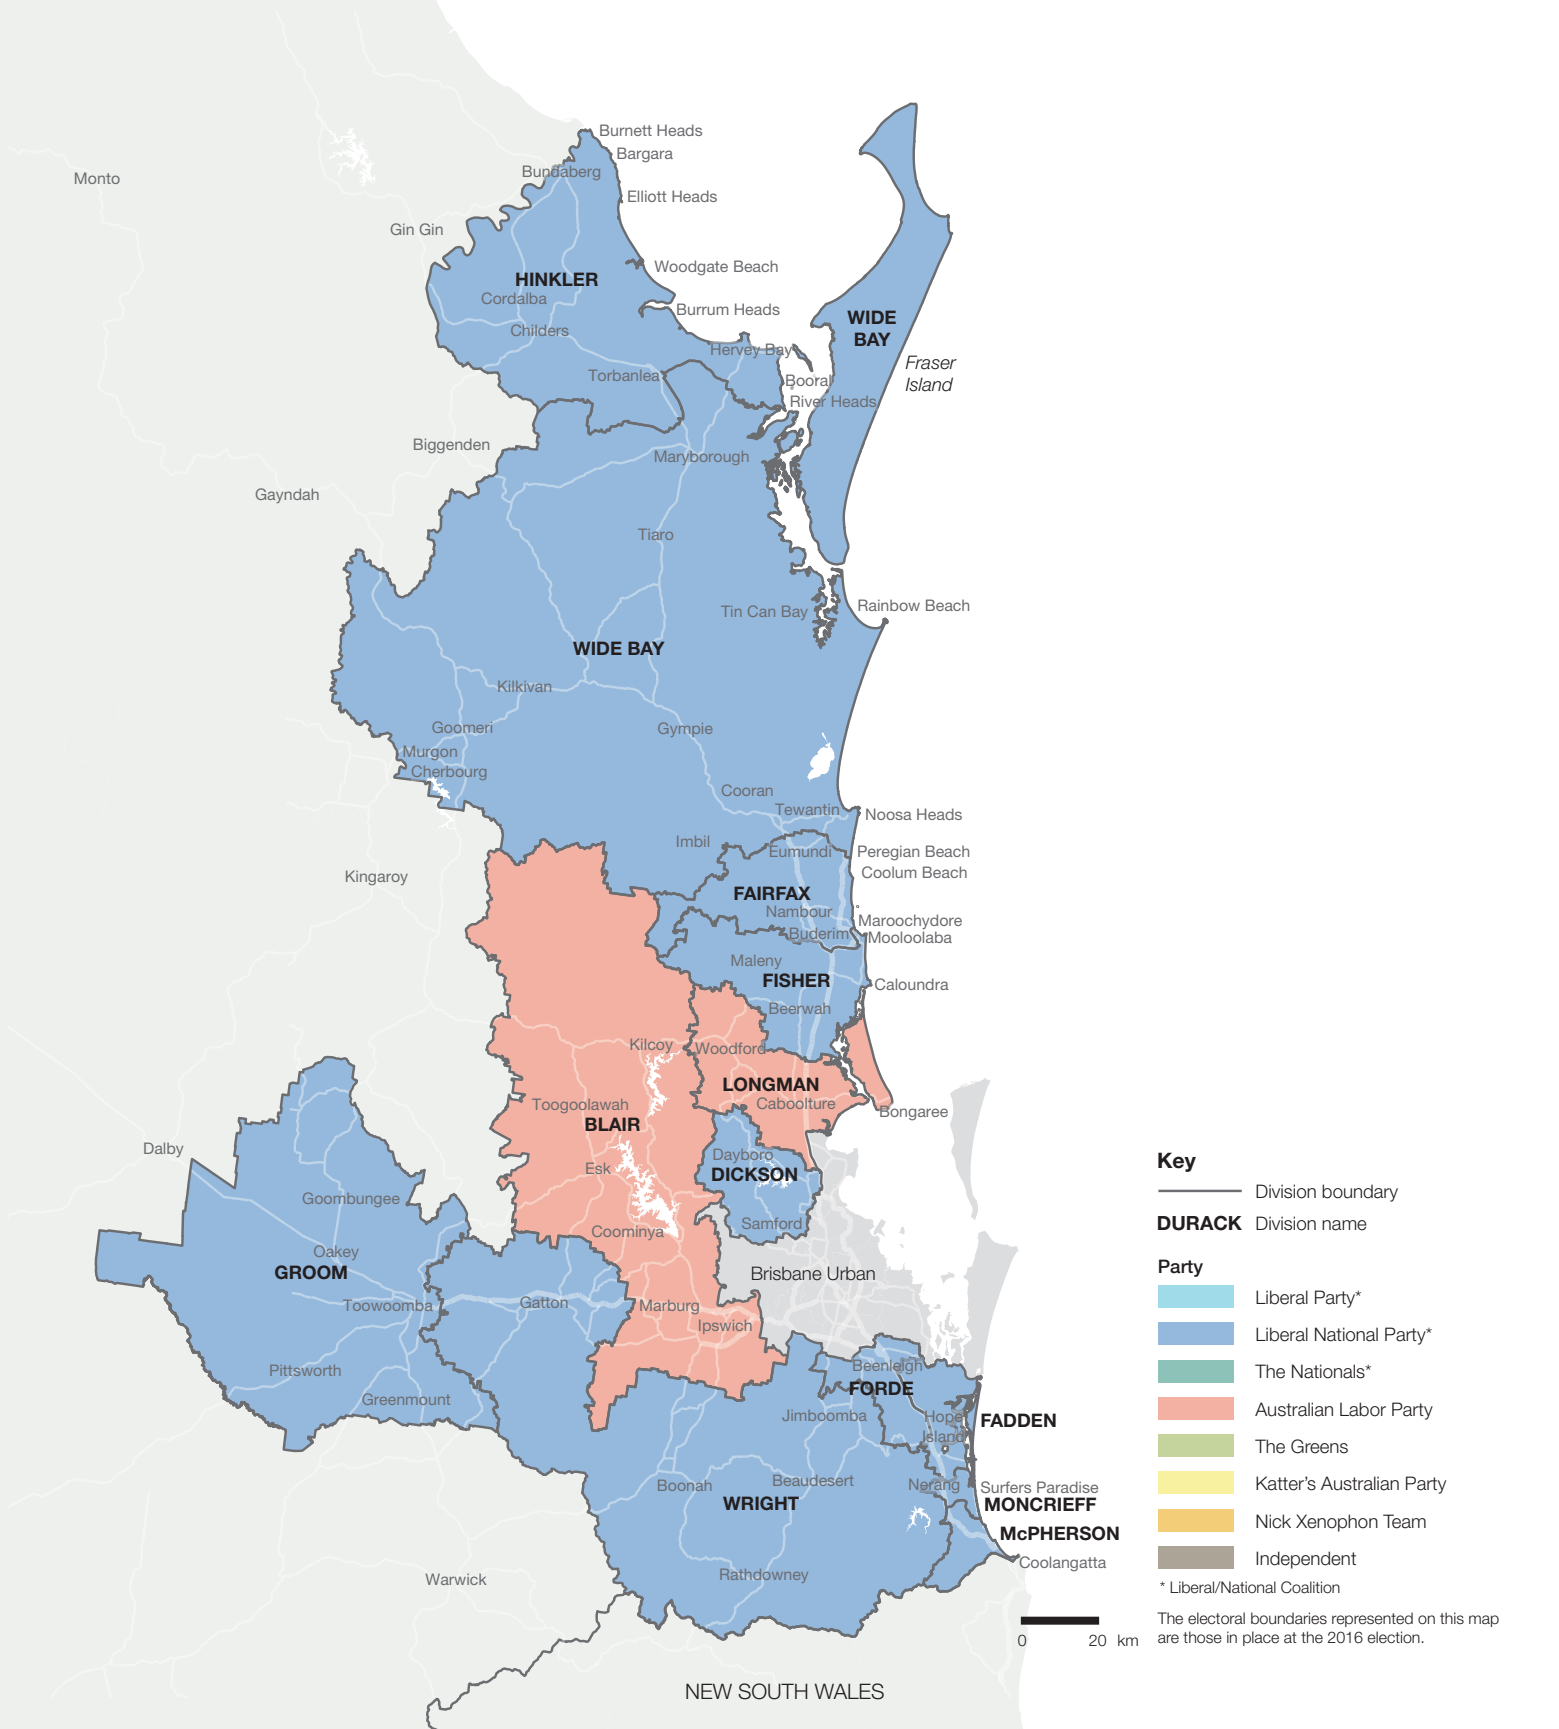 Burnett Heads
Bargara
Bundaberg
Monto
Elliott Heads
Gin Gin
Woodgate Beach
HINKLER
Cordalba
Burrum Heads
WIDE
BAY
Childers
Hervey Bay
Fraser
Island
Torbanlea
Booral
River Heads
Biggenden
Maryborough
Gayndah
Tiaro
Rainbow Beach
Tin Can Bay
WIDE BAY
Kilkivan
Goomeri
Gympie
Murgon
Cherbourg
Cooran
Tewantin
Noosa Heads
Imbil
Eumundi
Peregian Beach
Coolum Beach
Kingaroy
FAIRFAX
Nambour
Maroochydore
Buderim
Mooloolaba
Maleny
FISHER
Caloundra
Beerwah
Kilcoy
Woodford
LONGMAN
Toogoolawah
Caboolture
Bongaree
BLAIR
Dalby
Dayboro
Esk
DICKSON
Goombungee
Samford
Coominya
Oakey
GROOM
Brisbane Urban
Toowoomba
Gatton
Marburg
Ipswich
Pittsworth
Beenleigh
FORDE
Greenmount
Jimboomba
Hope
Island
FADDEN
Boonah
Beaudesert
Nerang
Surfers Paradise
WRIGHT
MONCRIEFF
McPHERSON
Coolangatta
Rathdowney
Warwick
NEW SOUTH WALES
0 20 km
Key
Division boundary
DURACK Division name
Party
Liberal Party*
Liberal National Party*
The Nationals*
Australian Labor Party
The Greens
Katter's Australian Party
Nick Xenophon Team
Independent
* Liberal/National Coalition
The electoral boundaries represented on this map
are those in place at the 2016 election.